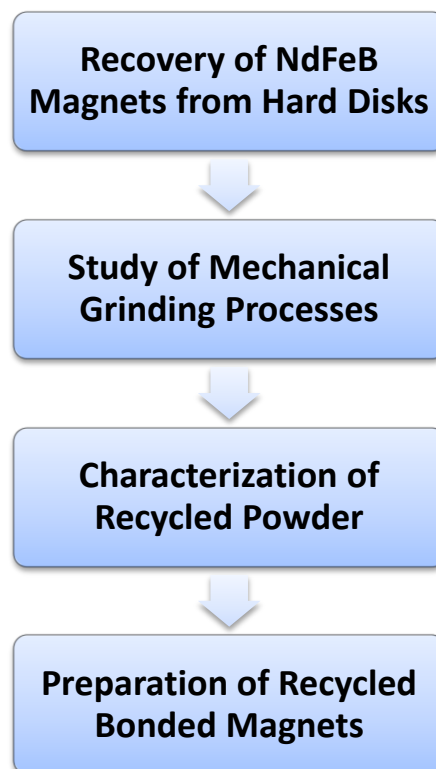 Recovery of NdFeB
Magnets from Hard Disks
Study of Mechanical
Grinding Processes
Characterization of
Recycled Powder
Preparation of Recycled
Bonded Magnets